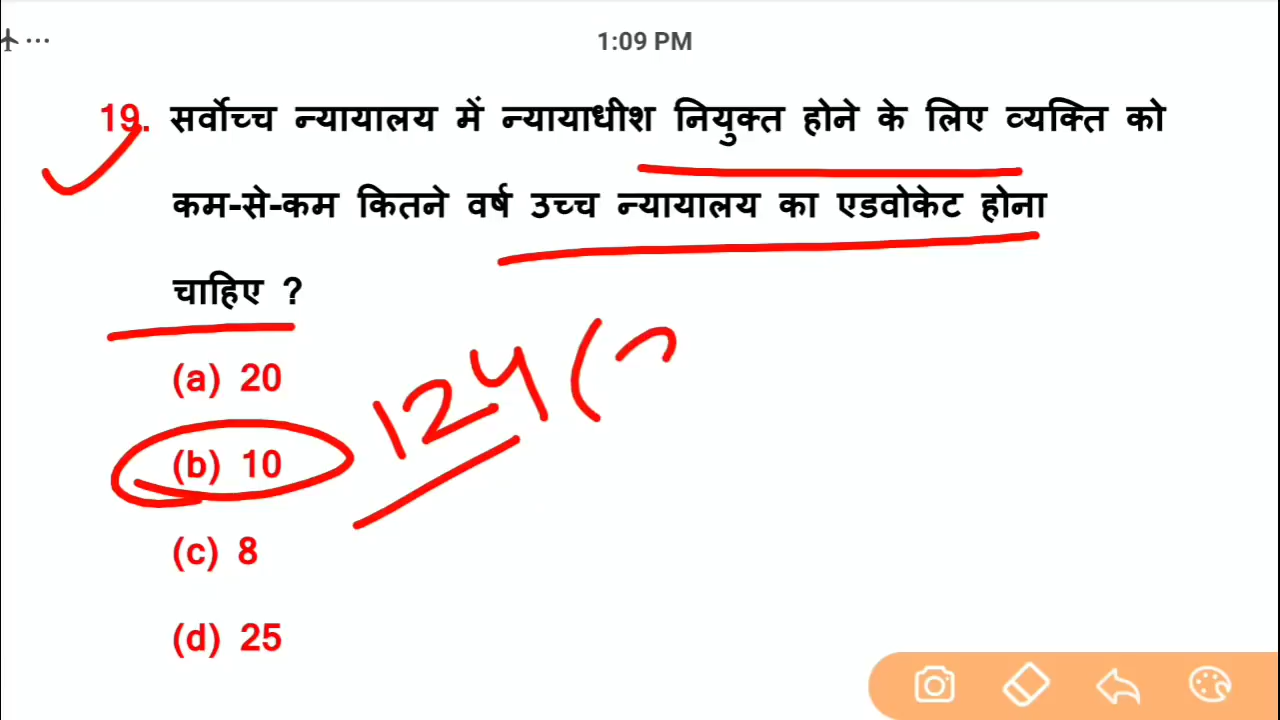 1:09 PM
19. सर्वोच्च न्यायालय में न्यायाधीश नियुक्त होने के लिए व्यक्ति को
कम-से-कम कितने वर्ष उच्च न्यायालय का एडवोकेट होना
चाहिए ?
(a) 20
124 (
(b) 10
(c) 8
(d) 25